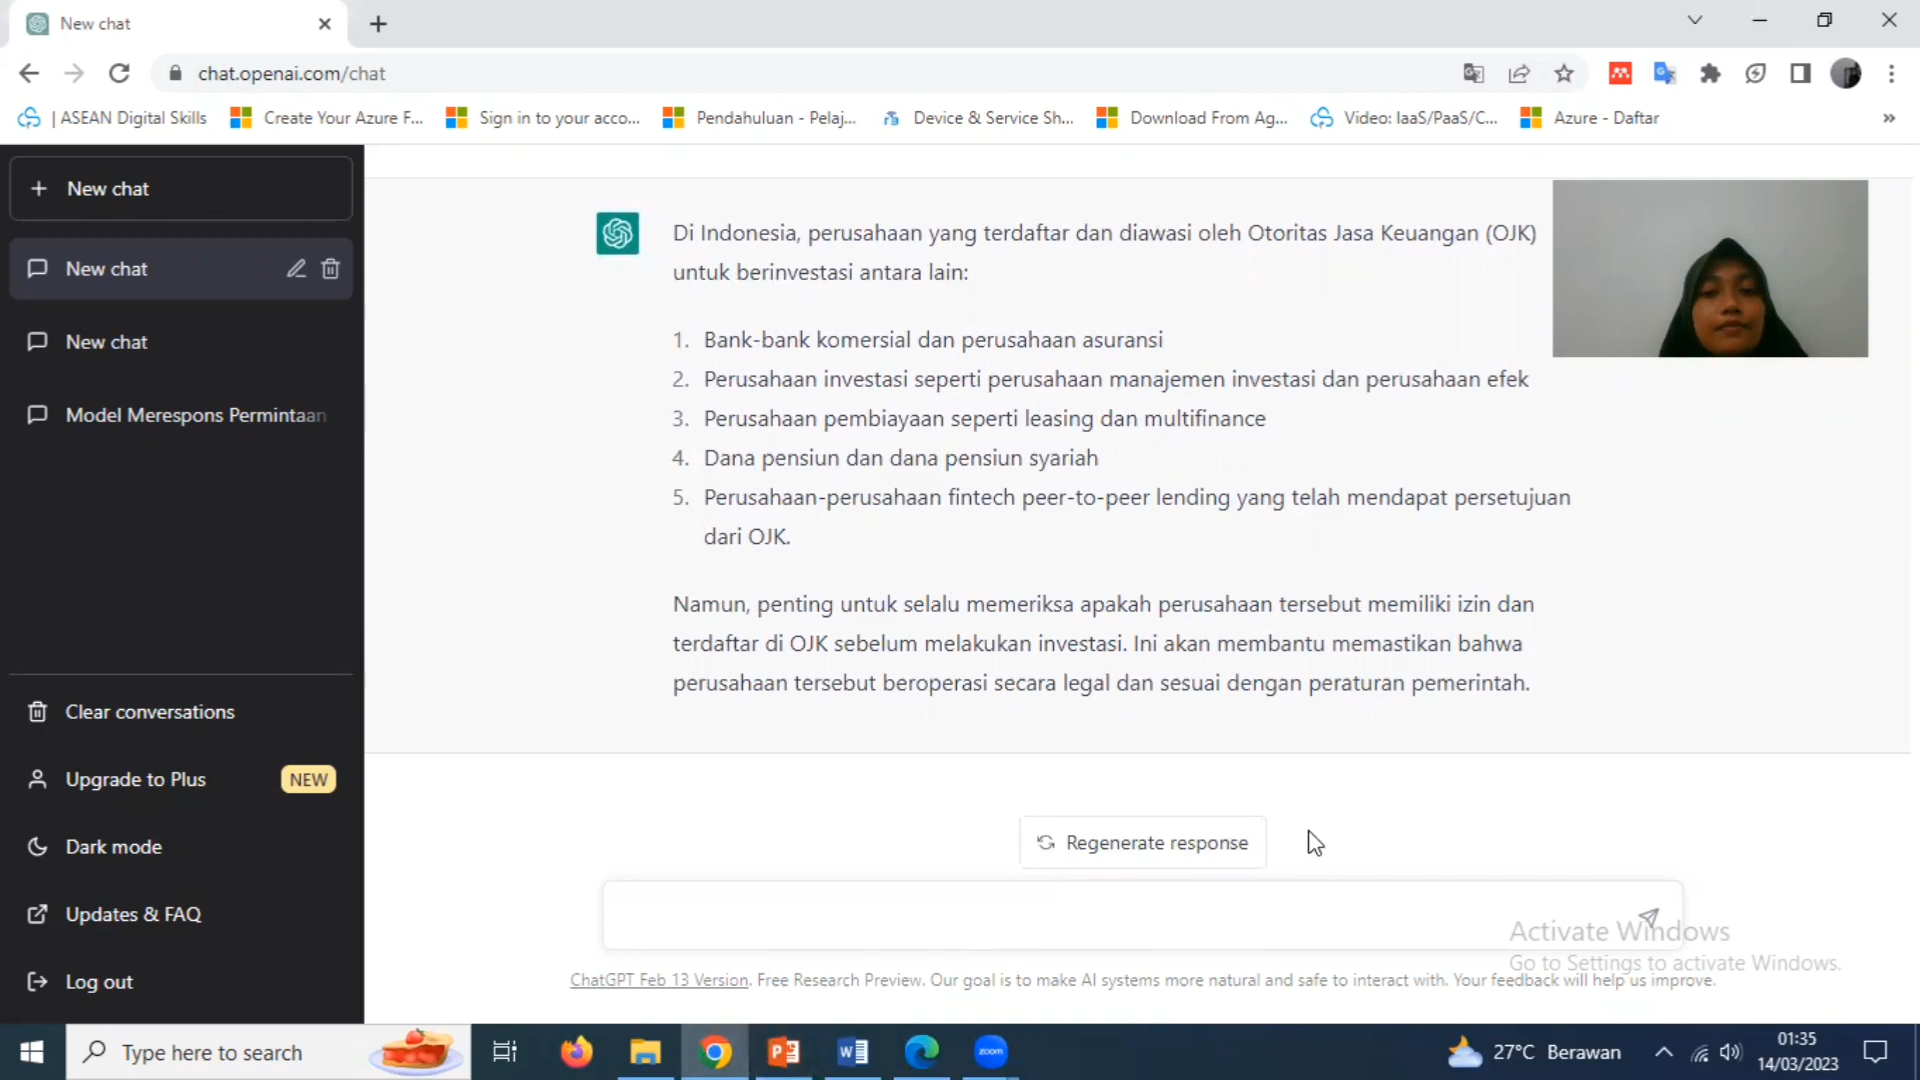 New chat
chat.openai.com/chat
| ASEAN Digital Skills
Create Your Azure F...
Sign in to your acco...
Pendahuluan - Pelaj...
Device & Service Sh...
Download From Ag...
Video: IaaS/PaaS/C...
Azure - Daftar
»
New chat
New chat
New chat
Model Merespons Permintaan
Clear conversations
Upgrade to Plus
NEW
Dark mode
Updates & FAQ
Log out
Di Indonesia, perusahaan yang terdaftar dan diawasi oleh Otoritas Jasa Keuangan (OJK)
untuk berinvestasi antara lain:
1. Bank-bank komersial dan perusahaan asuransi
2. Perusahaan investasi seperti perusahaan manajemen investasi dan perusahaan efek
3. Perusahaan pembiayaan seperti leasing dan multifinance
4. Dana pensiun dan dana pensiun syariah
5. Perusahaan-perusahaan fintech peer-to-peer lending yang telah mendapat persetujuan
dari OJK.
Namun, penting untuk selalu memeriksa apakah perusahaan tersebut memiliki izin dan
terdaftar di OJK sebelum melakukan investasi. Ini akan membantu memastikan bahwa
perusahaan tersebut beroperasi secara legal dan sesuai dengan peraturan pemerintah.
Regenerate response
Activate Windows
Go to Settings to activate Windows.
ChatGPT Feb 13 Version. Free Research Preview. Our goal is to make AI systems more natural and safe to interact with. Your feedback will help us improve.
Type here to search
zoom
27°C Berawan
01:35
14/03/2023